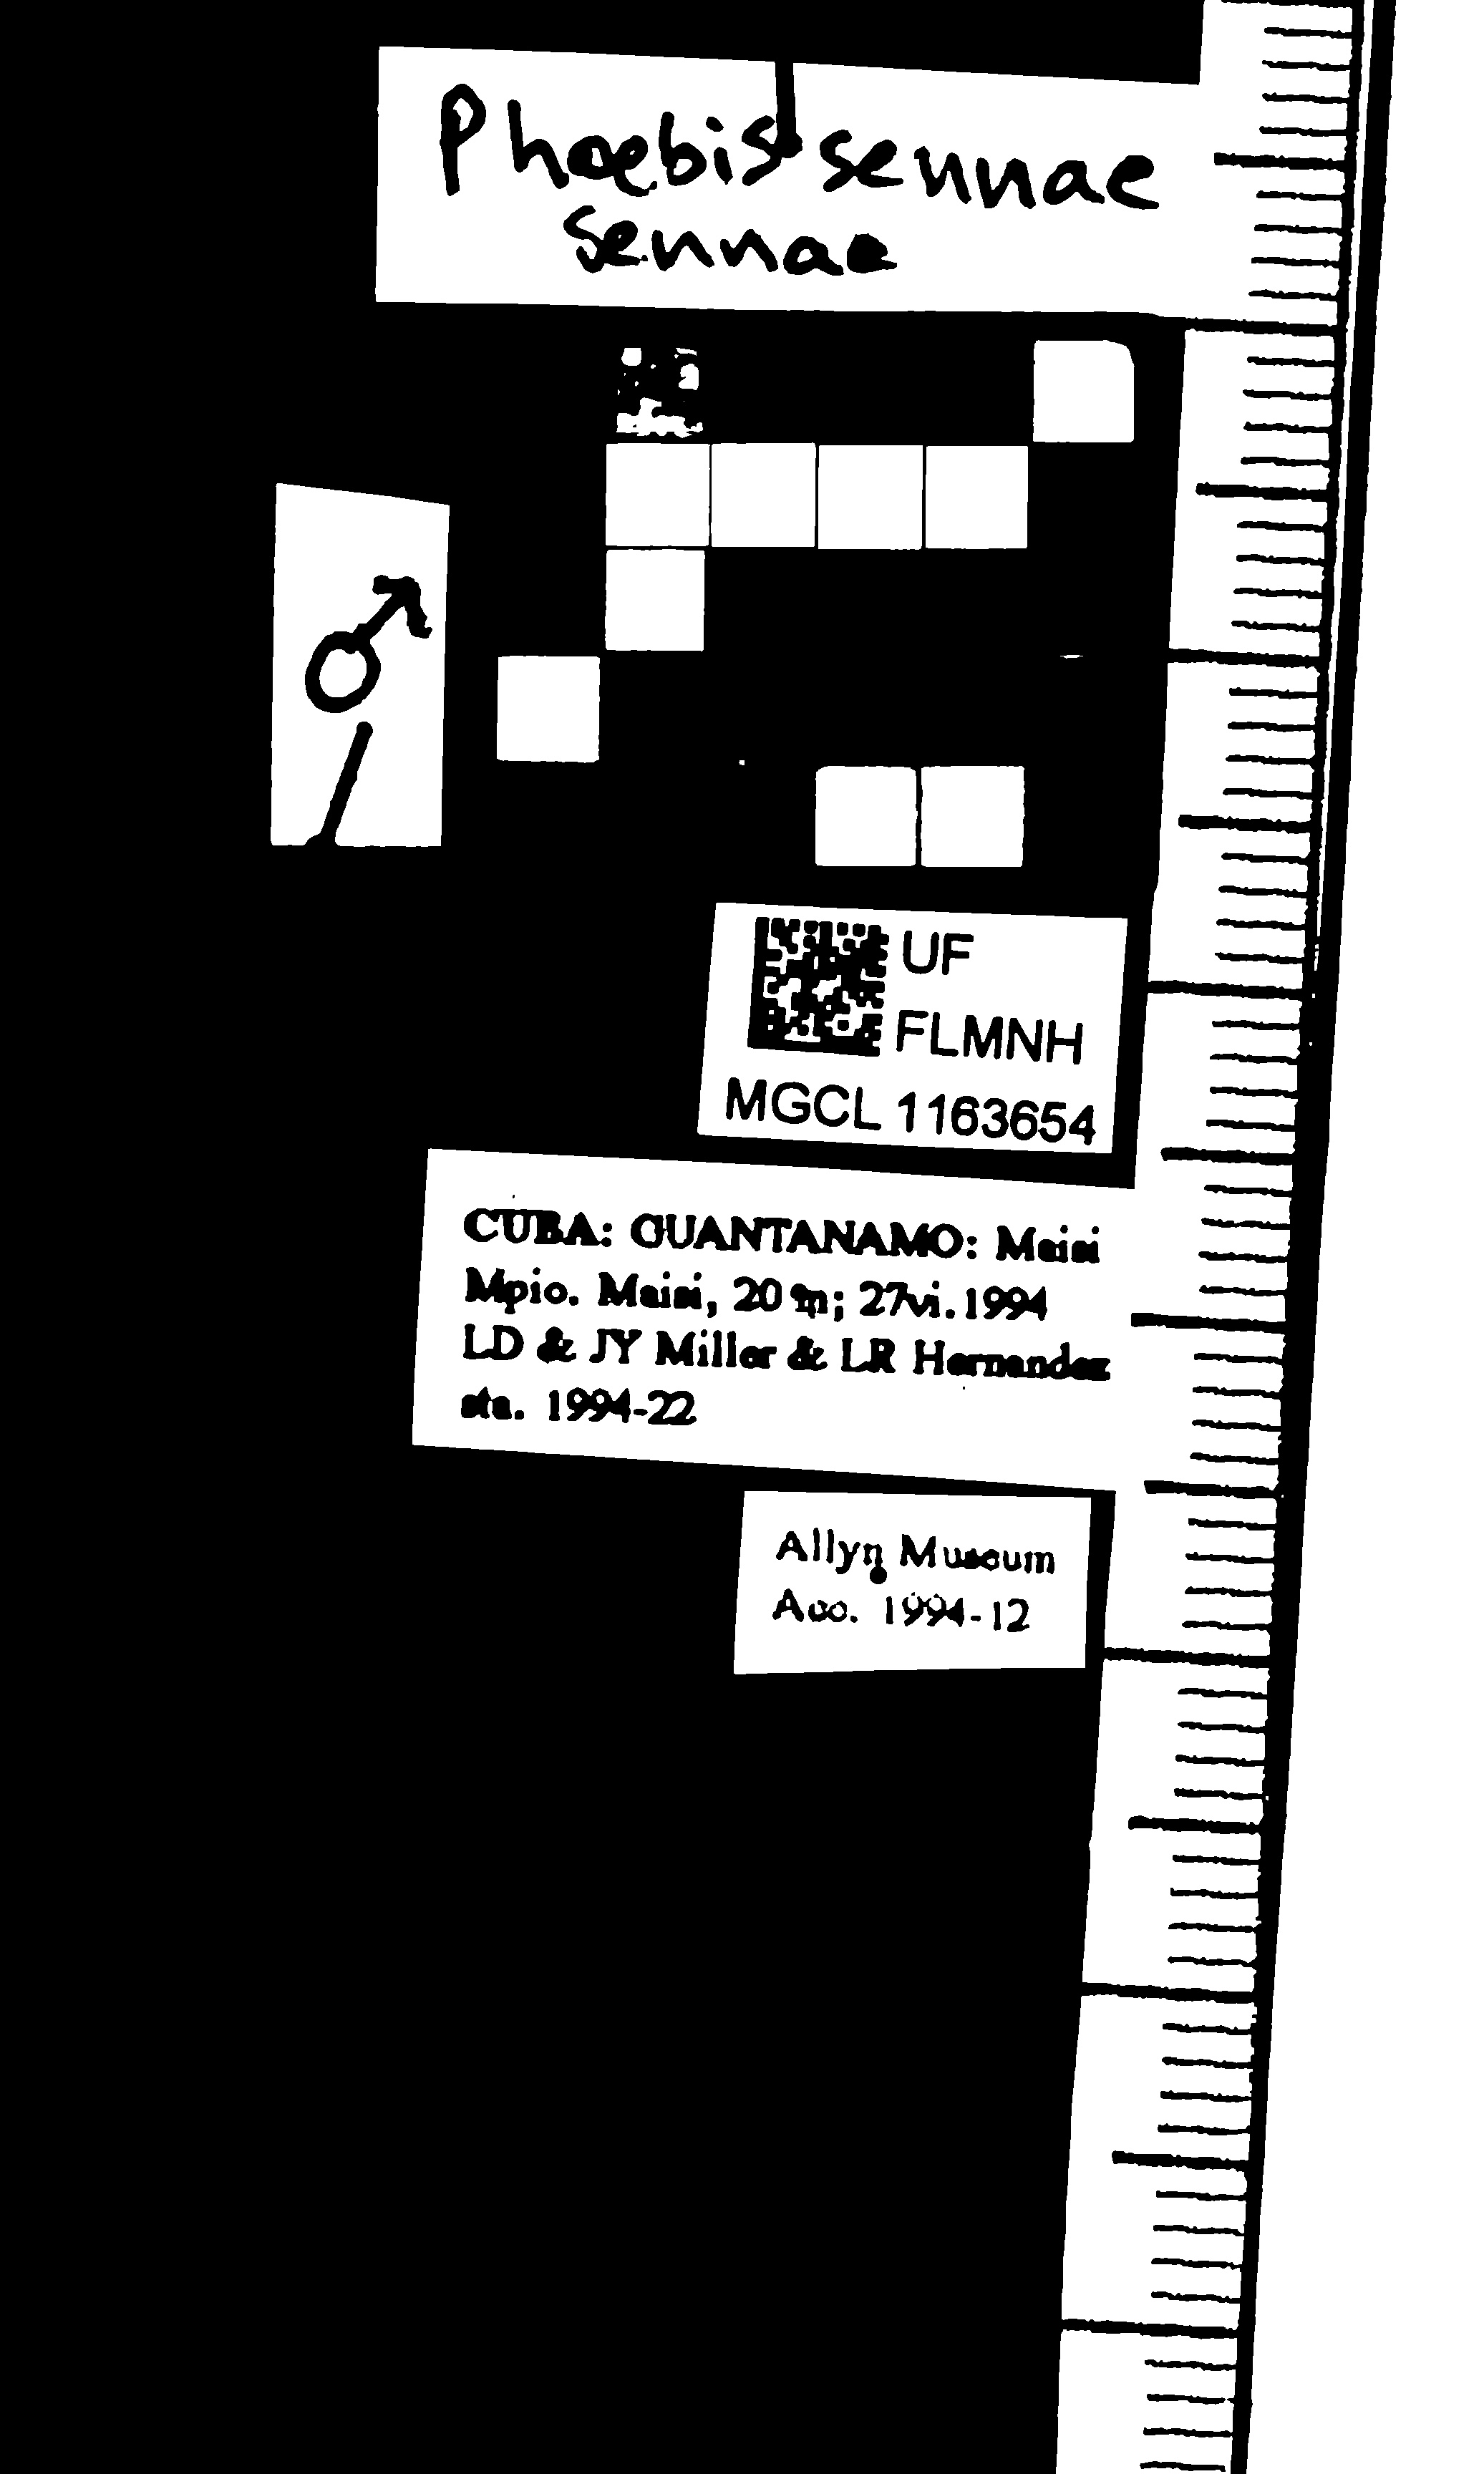 Phoebis sennae
sennae
♂
UF
FLMNH
MGCL 1163654
CUBA: GUANTANAMO: Maisi
Mpio. Maisi, 20 m; 27vi.1994
LD & JY Miller & LR Hernandez
sta. 1994-22
Allyn Museum
Acc. 1994-12